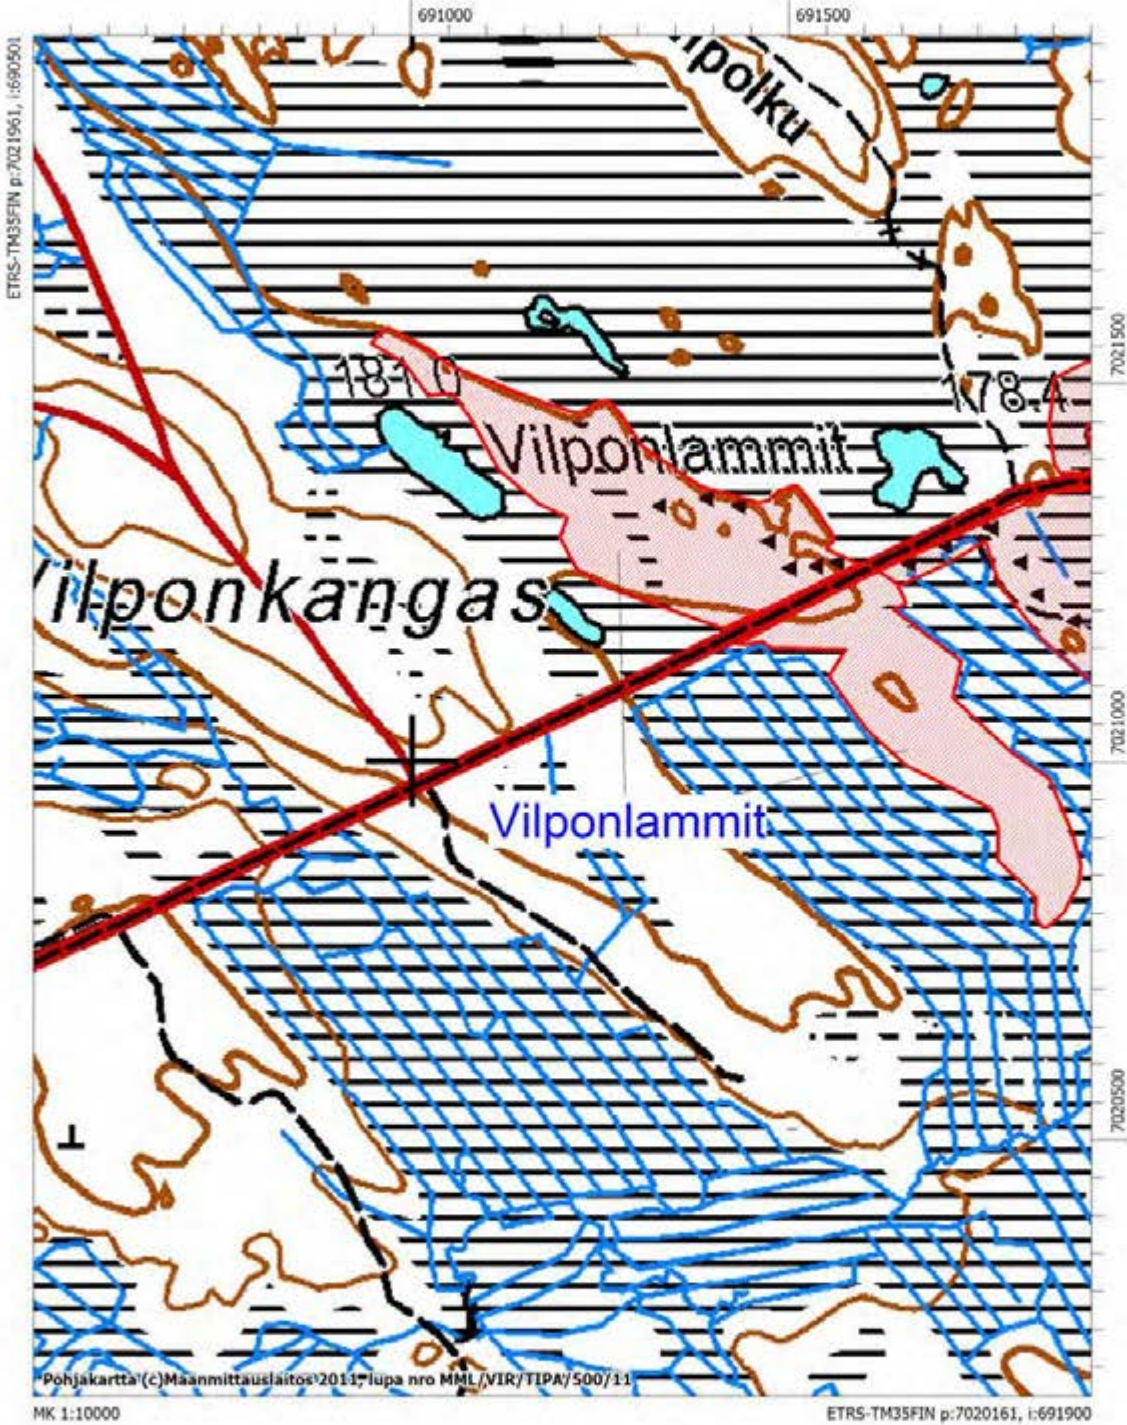 691000
691500
ETRS-TM35FIN p:7021961, i:690501
lpolku
7021500
181.0
178.4
Vilponlammit
Vilponkangas
7021000
Vilponlammit
7020500
Pohjakartta (c)Maanmittauslaitos 2011, lupa nro MML/VIR/TIPA/500/11
MK 1:10000
ETRS-TM35FIN p:7020161, i:691900